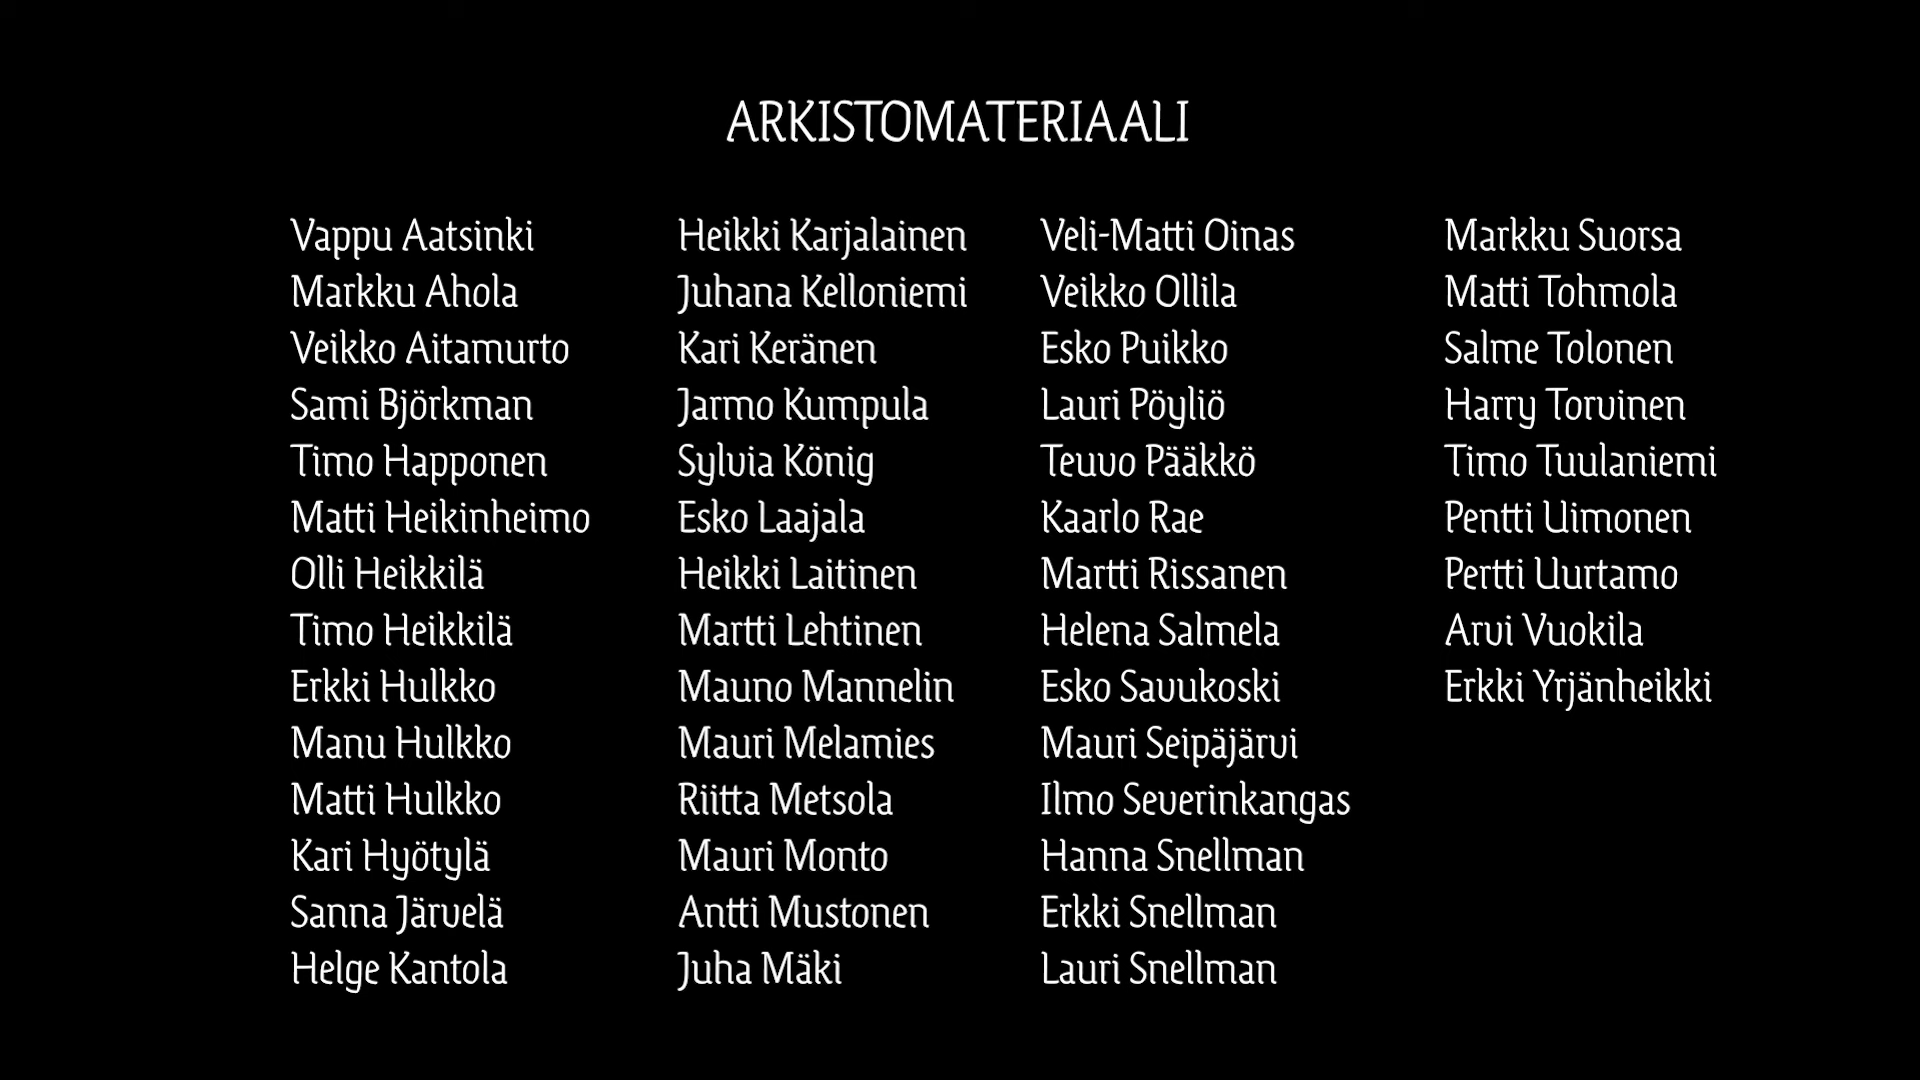 ARKISTOMATERIAALI
Vappu Aatsinki
Markku Ahola
Veikko Aitamurto
Sami Björkman
Timo Happonen
Matti Heikinheimo
Olli Heikkilä
Timo Heikkilä
Erkki Hulkko
Manu Hulkko
Matti Hulkko
Kari Hyötylä
Sanna Järvelä
Helge Kantola
Heikki Karjalainen
Juhana Kelloniemi
Kari Keränen
Jarmo Kumpula
Sylvia König
Esko Laajala
Heikki Laitinen
Martti Lehtinen
Mauno Mannelin
Mauri Melamies
Riitta Metsola
Mauri Monto
Antti Mustonen
Juha Mäki
Veli-Matti Oinas
Veikko Ollila
Esko Puikko
Lauri Pöyliö
Teuvo Pääkkö
Kaarlo Rae
Martti Rissanen
Helena Salmela
Esko Savukoski
Mauri Seipäjärvi
Ilmo Severinkangas
Hanna Snellman
Erkki Snellman
Lauri Snellman
Markku Suorsa
Matti Tohmola
Salme Tolonen
Harry Torvinen
Timo Tuulaniemi
Pentti Uimonen
Pertti Uurtamo
Arvi Vuokila
Erkki Yrjänheikki